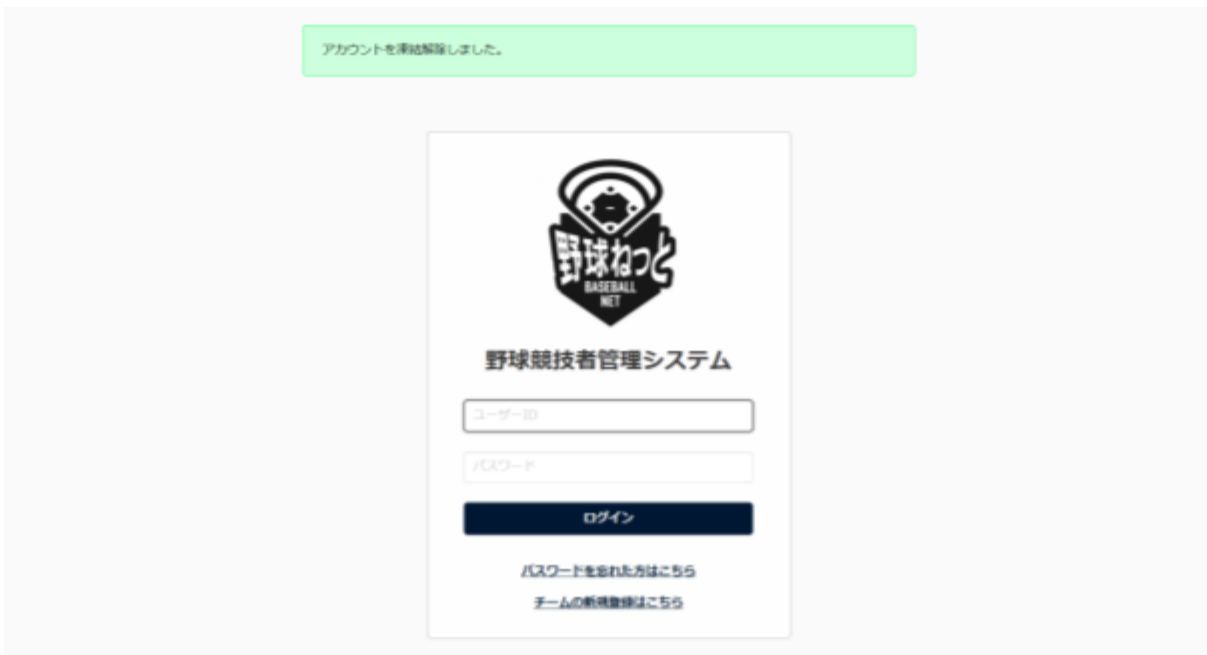 アカウントを凍結解除しました。
野球ねっと
BASEBALL
NET
野球競技者管理システム
ユーザーID
パスワード
ログイン
パスワードを忘れた方はこちら
チームの新規登録はこちら